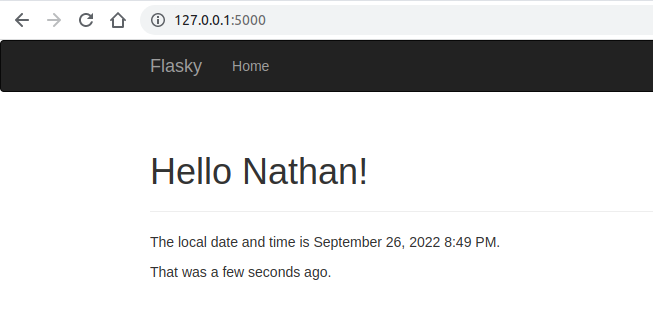 127.0.0.1:5000
Flasky Home
Hello Nathan!
The local date and time is September 26, 2022 8:49 PM.
That was a few seconds ago.